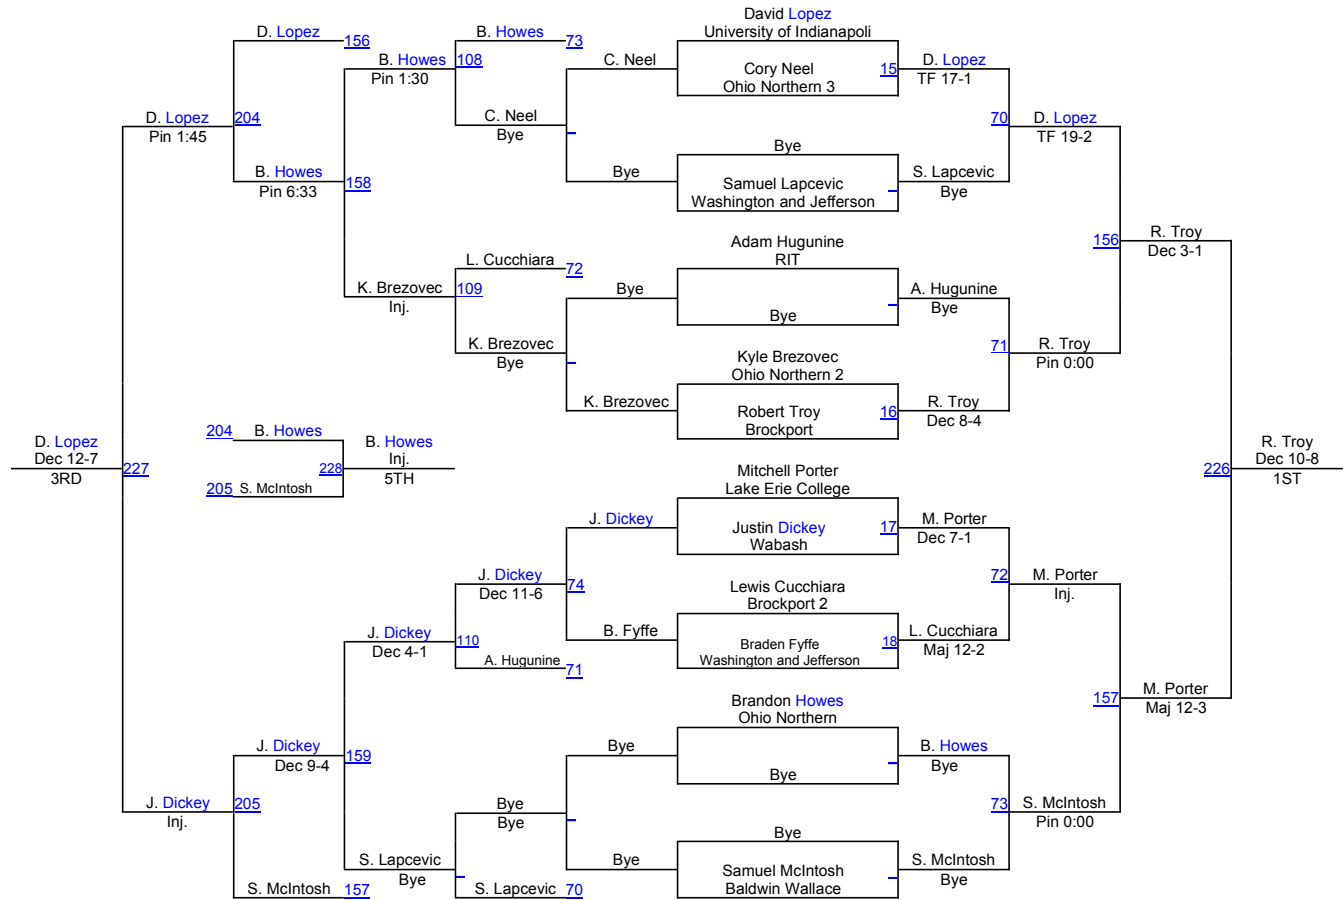 David Lopez
University of Indianapoli
D. Lopez
156
B. Howes
73
B. Howes
108
Pin 1:30
C. Neel
Cory Neel
Ohio Northern 3
15
D. Lopez
TF 17-1
D. Lopez
204
Pin 1:45
C. Neel
Bye
70
D. Lopez
TF 19-2
Bye
B. Howes
158
Pin 6:33
Bye
Samuel Lapcevic
Washington and Jefferson
S. Lapcevic
Bye
Adam Hugunine
RIT
156
R. Troy
Dec 3-1
L. Cucchiara
72
K. Brezovec
109
Inj.
Bye
A. Hugunine
Bye
Bye
K. Brezovec
Bye
71
R. Troy
Pin 0:00
Kyle Brezovec
Ohio Northern 2
K. Brezovec
Robert Troy
Brockport
16
R. Troy
Dec 8-4
204
B. Howes
D. Lopez
Dec 12-7
3RD
227
228
B. Howes
Inj.
5TH
205
S. McIntosh
226
R. Troy
Dec 10-8
1ST
Mitchell Porter
Lake Erie College
J. Dickey
Justin Dickey
Wabash
17
M. Porter
Dec 7-1
J. Dickey
74
Dec 11-6
72
M. Porter
Inj.
Lewis Cucchiara
Brockport 2
J. Dickey
110
Dec 4-1
B. Fyffe
Braden Fyffe
Washington and Jefferson
18
L. Cucchiara
Maj 12-2
A. Hugunine
71
Brandon Howes
Ohio Northern
157
M. Porter
Maj 12-3
J. Dickey
159
Dec 9-4
Bye
Bye
B. Howes
Bye
J. Dickey
205
Inj.
Bye
Bye
73
S. McIntosh
Pin 0:00
Bye
S. Lapcevic
Bye
Bye
Samuel McIntosh
Baldwin Wallace
S. McIntosh
Bye
S. McIntosh
157
S. Lapcevic
70